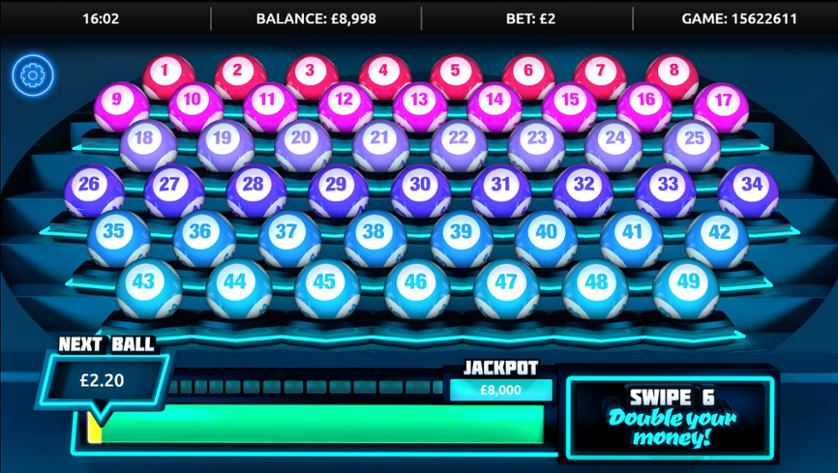 16:02 BALANCE: £8,998 BET: £2 GAME: 15622611
1 2 3 4 5 6 7 8
9 10 11 12 13 14 15 16 17
18 19 20 21 22 23 24 25
26 27 28 29 30 31 32 33 34
35 36 37 38 39 40 41 42
43 44 45 46 47 48 49
NEXT BALL
£2.20
JACKPOT
£8,000
SWIPE 6
Double your
money!